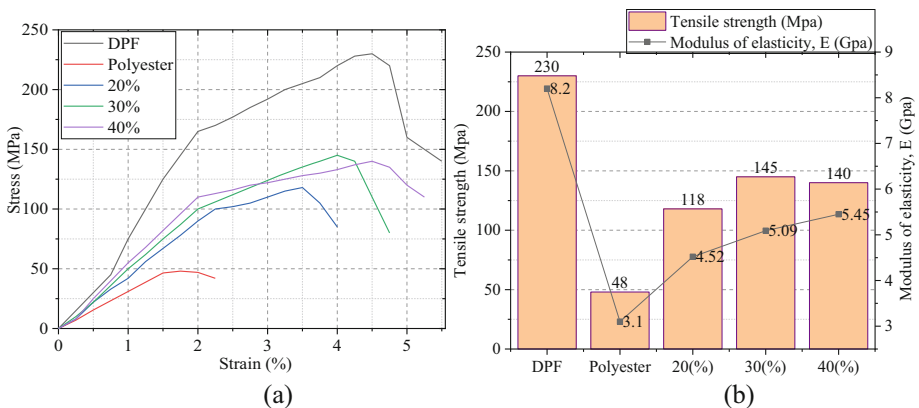 DPF
Polyester
20%
30%
40%
250
200
150
100
50
0
Stress (MPa)
0 1 2 3 4 5
Strain (%)
(a)
Tensile strength (Mpa)
Modulus of elasticity, E (Gpa)
250
200
150
100
50
0
Tensile strength (Mpa)
230
8.2
48
3.1
118
4.52
145
5.09
140
5.45
9
8
7
6
5
4
3
Modulus of elasticity, E (Gpa)
DPF Polyester 20(%) 30(%) 40(%)
(b)